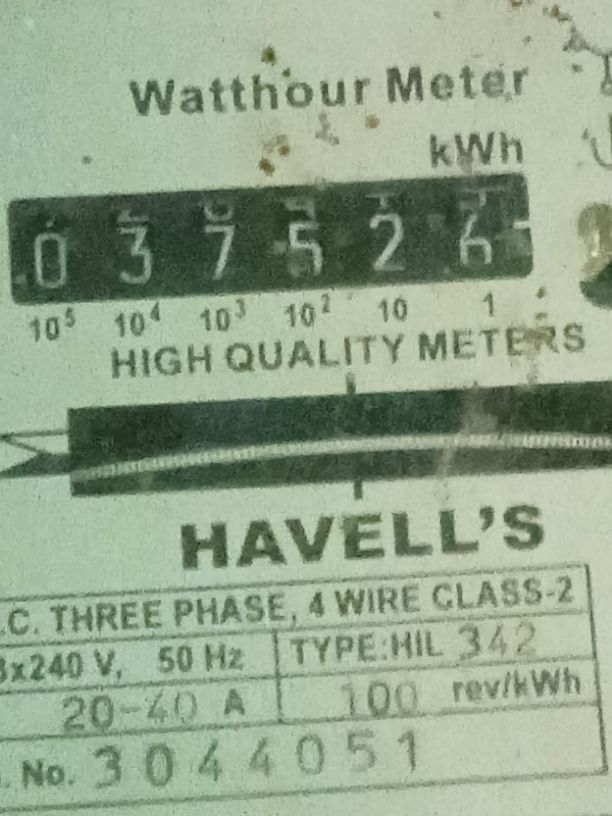 Watthour Meter
kWh
0 3 7 5 2 6
10⁵ 10⁴ 10³ 10² 10 1
HIGH QUALITY METERS
HAVELL'S
.C. THREE PHASE, 4 WIRE CLASS-2
3x240 V, 50 Hz TYPE:HIL 342
20-40 A 100 rev/kWh
. No. 3044051